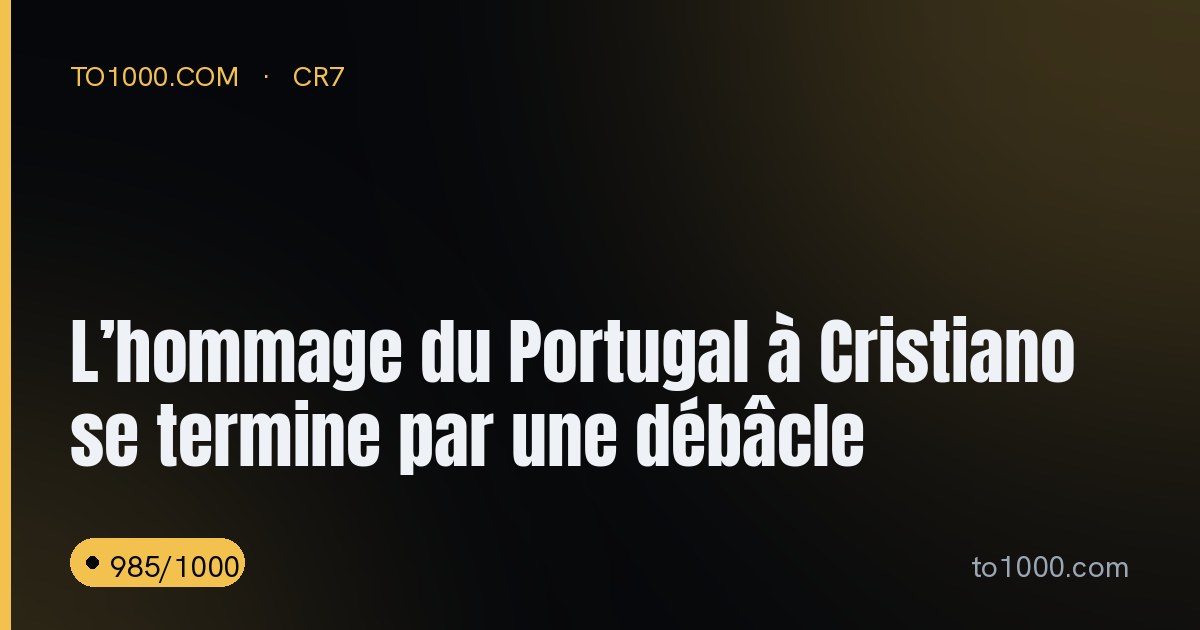 TO1000.COM · CR7
L’hommage du Portugal à Cristiano
se termine par une débâcle
985/1000
to1000.com